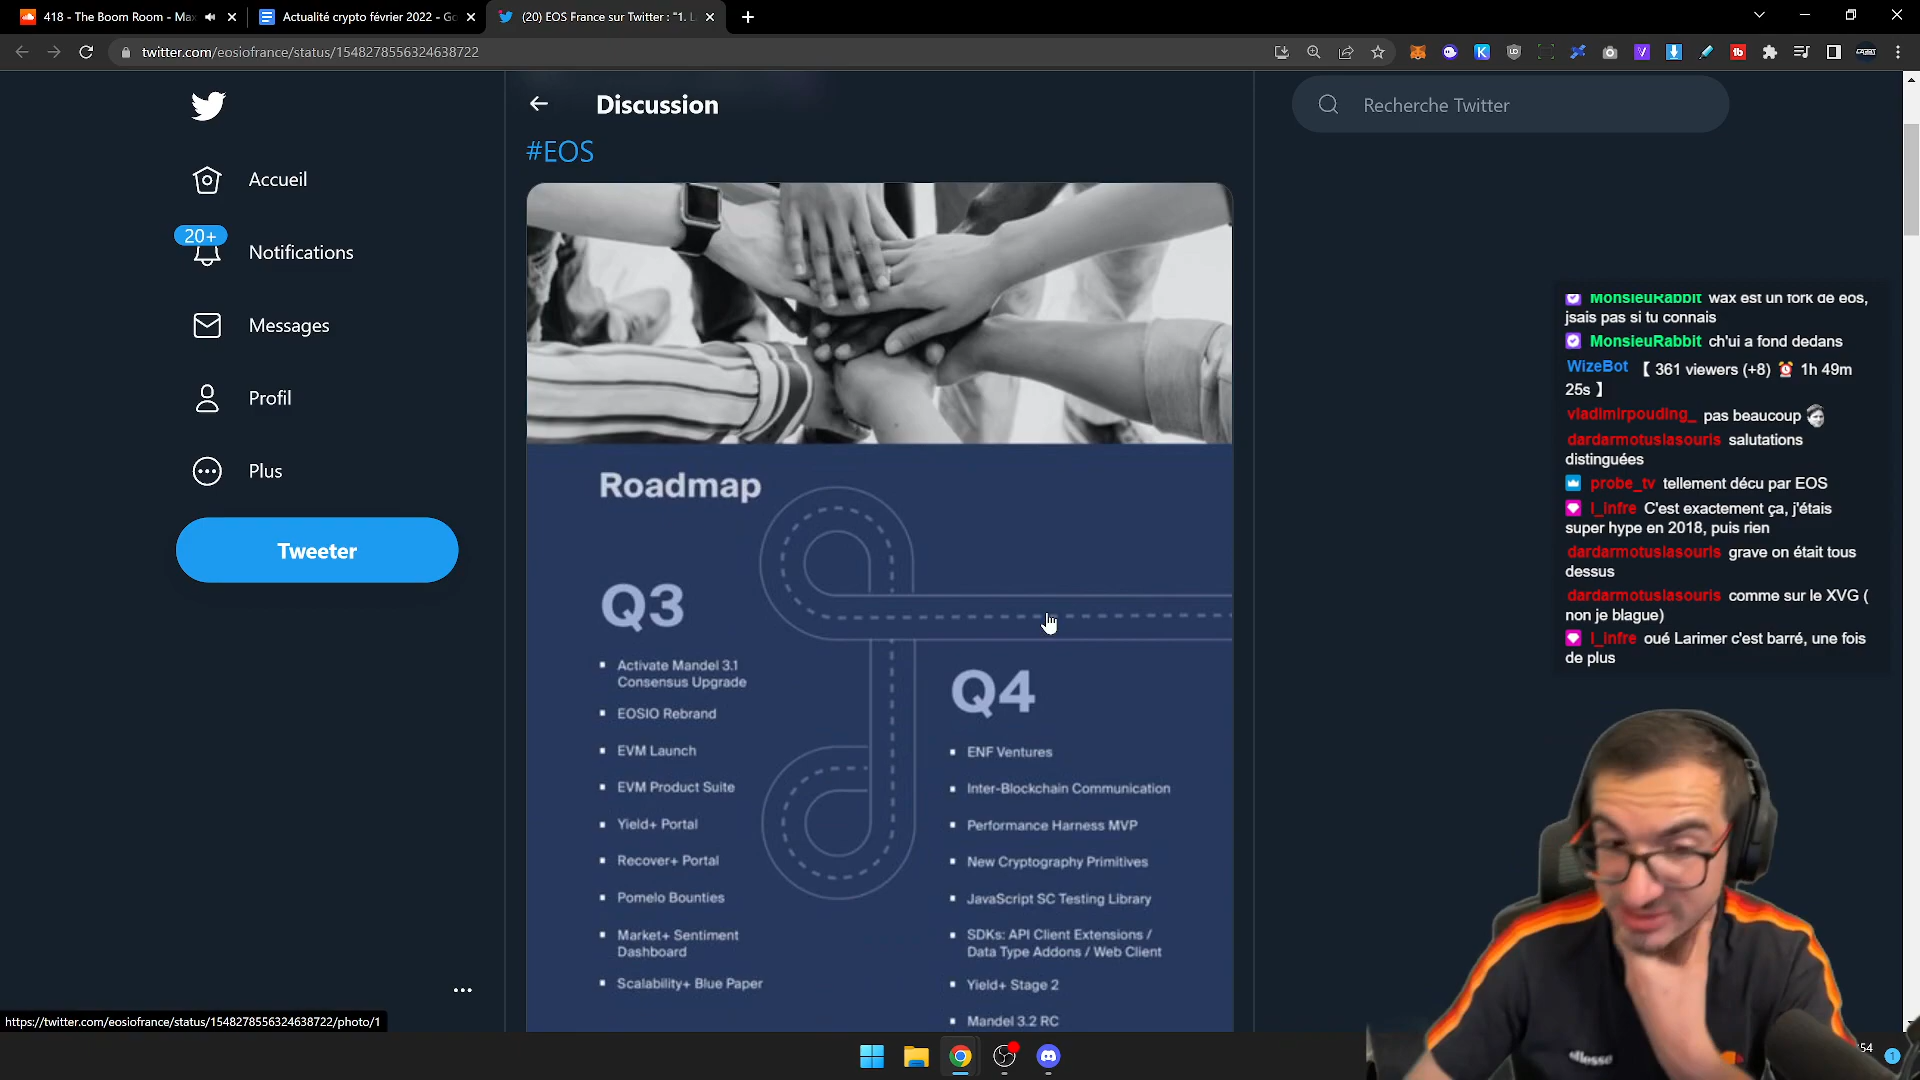 418 - The Boom Room - Max
Actualité crypto février 2022 - Go
(20) EOS France sur Twitter : "1. L
twitter.com/eosiofrance/status/1548278556324638722
Discussion
Recherche Twitter
#EOS
Accueil
20+
Notifications
Messages
Profil
Plus
Tweeter
Roadmap
Q3
Activate Mandel 3.1
Consensus Upgrade
EOSIO Rebrand
EVM Launch
EVM Product Suite
Yield+ Portal
Recover+ Portal
Pomelo Bounties
Market+ Sentiment
Dashboard
Scalability+ Blue Paper
Q4
ENF Ventures
Inter-Blockchain Communication
Performance Harness MVP
New Cryptography Primitives
JavaScript SC Testing Library
SDKs: API Client Extensions /
Data Type Addons / Web Client
Yield+ Stage 2
Mandel 3.2 RC
MonsieurRabbit wax est un fork de eos,
jsais pas si tu connais
MonsieurRabbit ch'ui a fond dedans
WizeBot 【 361 viewers (+8) ⏰ 1h 49m
25s 】
vladimirpouding_ pas beaucoup
dardarmotuslasouris salutations
distinguées
probe_tv tellement décu par EOS
l_infre C'est exactement ça, j'étais
super hype en 2018, puis rien
dardarmotuslasouris grave on était tous
dessus
dardarmotuslasouris comme sur le XVG (
non je blague)
l_infre oué Larimer c'est barré, une fois
de plus
https://twitter.com/eosiofrance/status/1548278556324638722/photo/1
ellesse
54
1